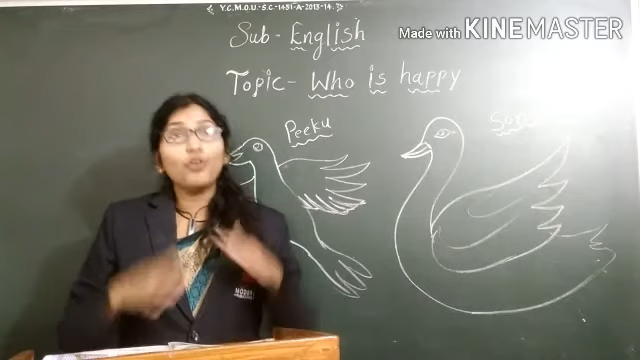 Y.C.M.O.U.-S.C-1431-A-2013-14.
Sub - English
Made with KINEMASTER
Topic - Who is happy
Peeku